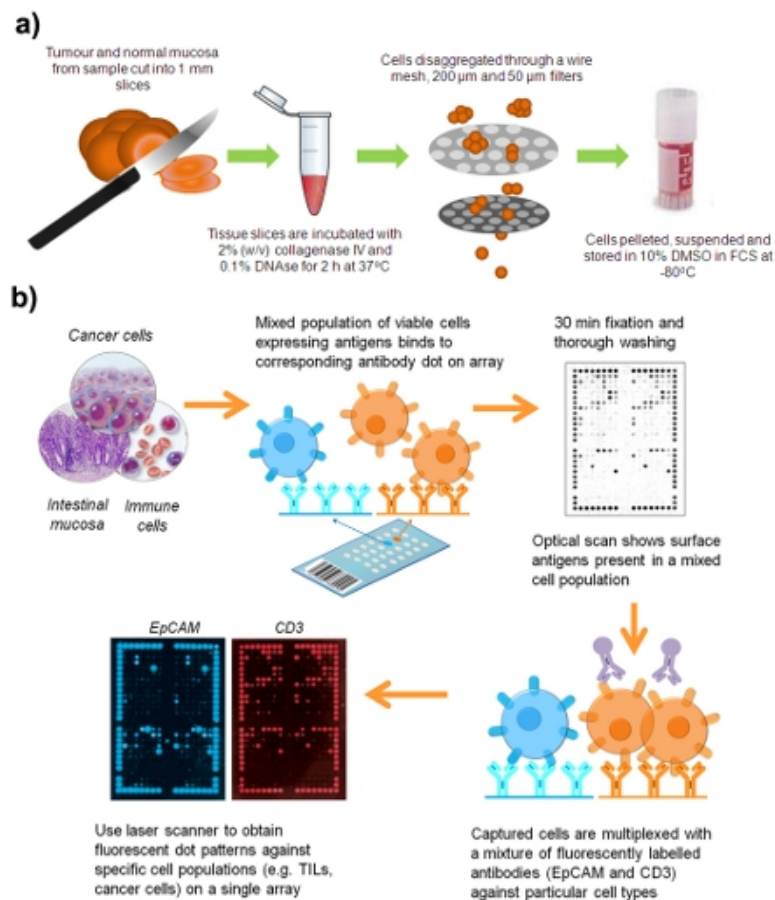 a)
Tumour and normal mucosa
from sample cut into 1 mm
slices
Cells disaggregated through a wire
mesh, 200 µm and 50 µm filters
Tissue slices are incubated with
2% (w/v) collagenase IV and
0.1% DNAse for 2 h at 37ºC
Cells pelleted, suspended and
stored in 10% DMSO in FCS at
-80ºC
b)
Cancer cells
Intestinal
mucosa
Immune
cells
Mixed population of viable cells
expressing antigens binds to
corresponding antibody dot on array
30 min fixation and
thorough washing
Optical scan shows surface
antigens present in a mixed
cell population
EpCAM
CD3
Use laser scanner to obtain
fluorescent dot patterns against
specific cell populations (e.g. TILs,
cancer cells) on a single array
Captured cells are multiplexed with
a mixture of fluorescently labelled
antibodies (EpCAM and CD3)
against particular cell types